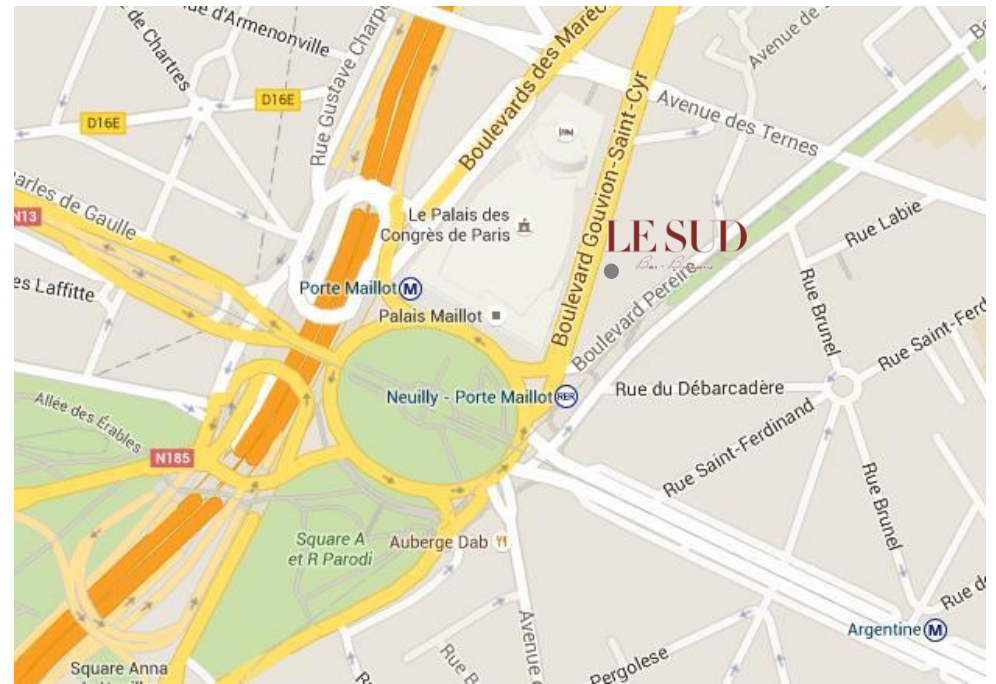 d'Armenonville
de Chartres
Rue Gustave Charp
Boulevards des Maréc
Avenue de
Be
D16E
D16E
Avenue des Ternes
Boulevard Gouvion-Saint-Cyr
arles de Gaulle
N13
Le Palais des
Congrès de Paris
LE SUD
Boulevard Pereire
Rue Labie
es Laffitte
Porte Maillot M
Palais Maillot
Rue Brunel
Rue Saint-Ferd
Neuilly - Porte Maillot RER
Rue du Débarcadère
Allée des Érables
N185
Rue Saint-Ferdinand
Rue Brunel
Square A
et R Parodi
Auberge Dab
Rue de
Argentine M
Avenue
Rue B
Pergolese
Square Anna